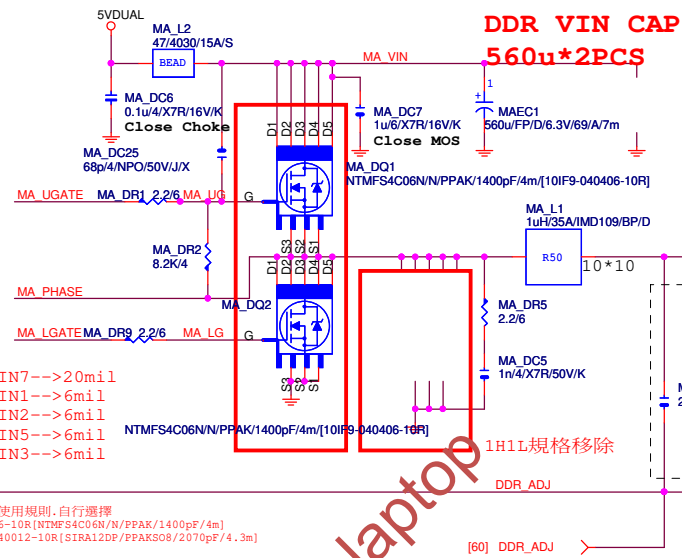 DDR VIN CAP
560u*2PCS
5VDUAL
MA_L2
47/4030/15A/S
BEAD
MA_VIN
MA_DC6
0.1u/4/X7R/16V/K
Close Choke
MA_DC7
1u/6/X7R/16V/K
Close MOS
1
+
MAEC1
560u/FP/D/6.3V/69/A/7m
D1
D2
D3
D4
D5
MA_DC25
68p/4/NPO/50V/J/X
MA_DQ1
NTMFS4C06N/N/PPAK/1400pF/4m/[10IF9-040406-10R]
MA_UGATE
MA_DR1
2.2/6
MA_UG
G
S3
S2
S1
MA_L1
1uH/35A/IMD109/BP/D
R50
10*10
MA_DR2
8.2K/4
D1
D2
D3
D4
D5
MA_PHASE
MA_DQ2
MA_DR5
2.2/6
MA_LGATE
MA_DR9
2.2/6
MA_LG
G
MA_DC5
1n/4/X7R/50V/K
S3
S2
S1
IN7-->20mil
IN1-->6mil
IN2-->6mil
IN5-->6mil
IN3-->6mil
NTMFS4C06N/N/PPAK/1400pF/4m/[10IF9-040406-10R]
1H1L規格移除
laptop
DDR_ADJ
使用規則.自行選擇
6-10R[NTMFS4C06N/N/PPAK/1400pF/4m]
40012-10R[SIRA12DP/PPAKSO8/2070pF/4.3m]
[60] DDR_ADJ